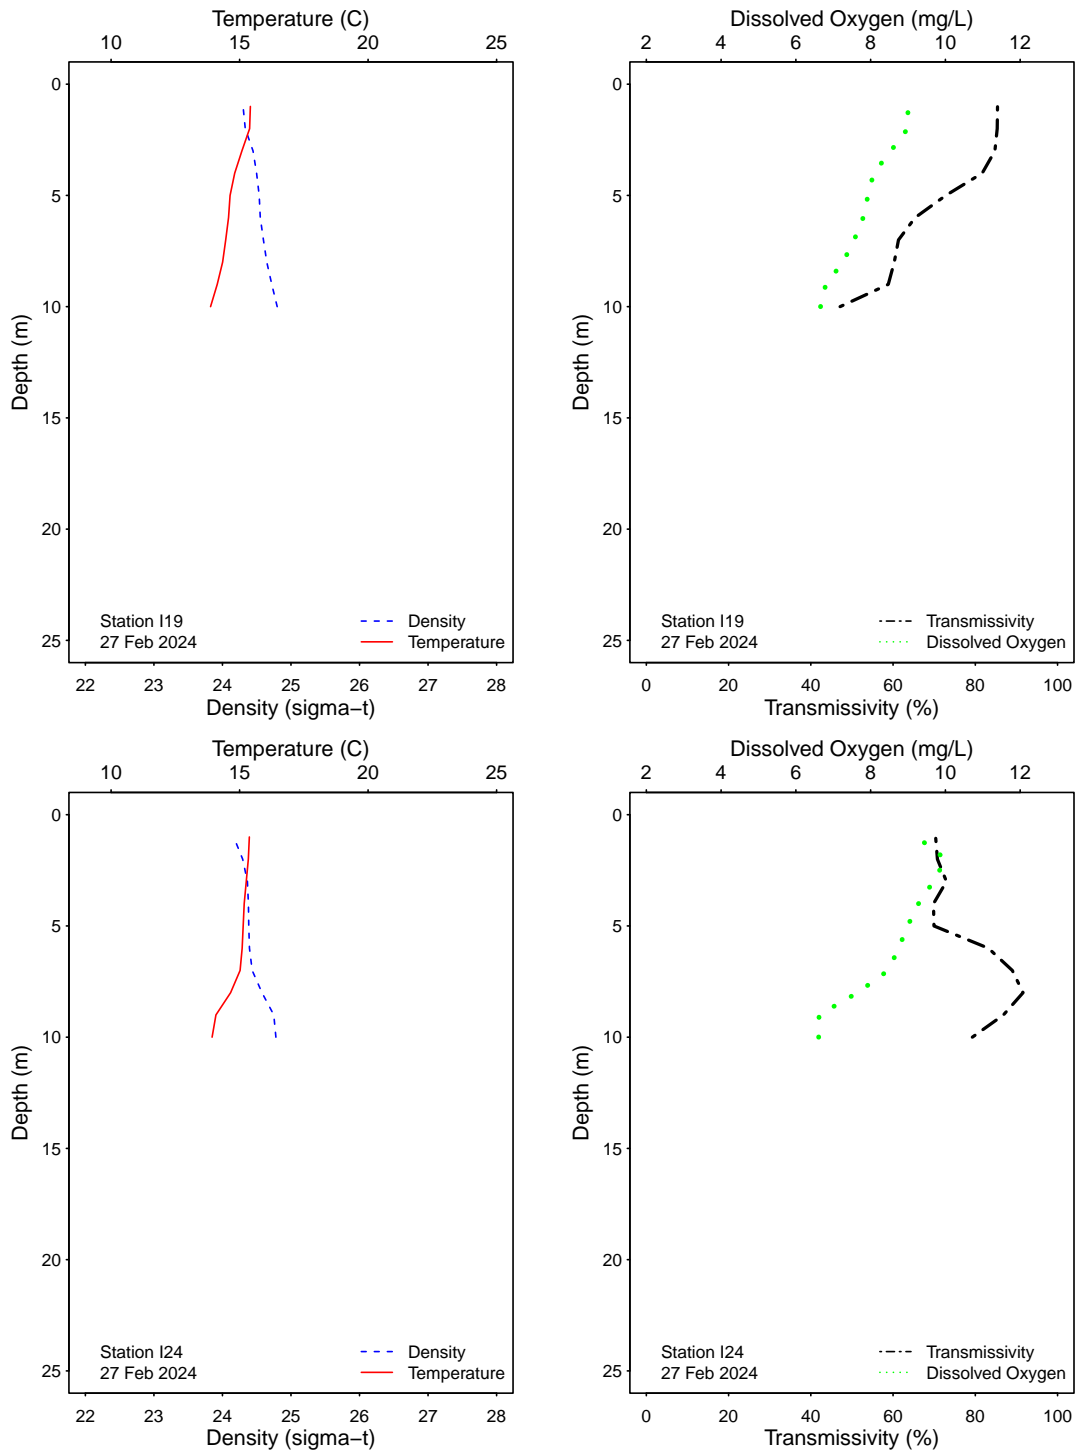 Temperature (C)
10 15 20 25
0
5
10
15
20
25
Depth (m)
Station I19
27 Feb 2024
Density
Temperature
22 23 24 25 26 27 28
Density (sigma−t)
Dissolved Oxygen (mg/L)
2 4 6 8 10 12
0
5
10
15
20
25
Depth (m)
Station I19
27 Feb 2024
Transmissivity
Dissolved Oxygen
0 20 40 60 80 100
Transmissivity (%)
Temperature (C)
10 15 20 25
0
5
10
15
20
25
Depth (m)
Station I24
27 Feb 2024
Density
Temperature
22 23 24 25 26 27 28
Density (sigma−t)
Dissolved Oxygen (mg/L)
2 4 6 8 10 12
0
5
10
15
20
25
Depth (m)
Station I24
27 Feb 2024
Transmissivity
Dissolved Oxygen
0 20 40 60 80 100
Transmissivity (%)